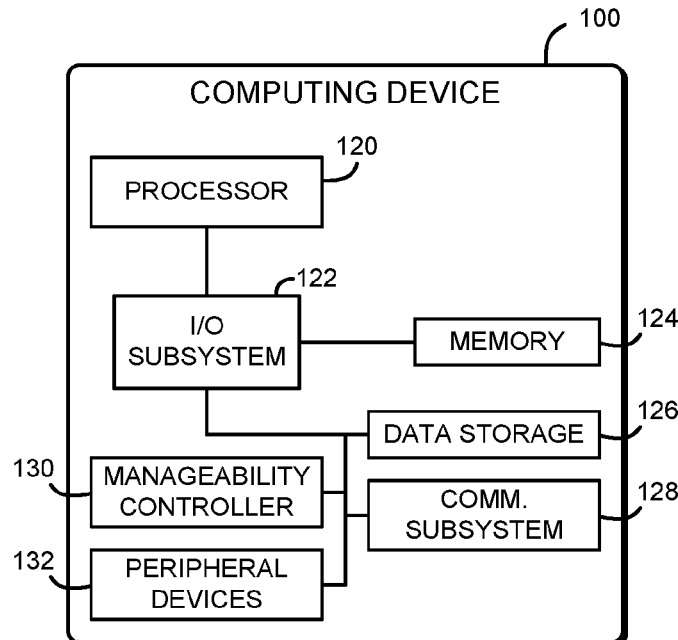 100
COMPUTING DEVICE
120
PROCESSOR
122
I/O
SUBSYSTEM
124
MEMORY
126
DATA STORAGE
130
MANAGEABILITY
CONTROLLER
128
COMM.
SUBSYSTEM
132
PERIPHERAL
DEVICES